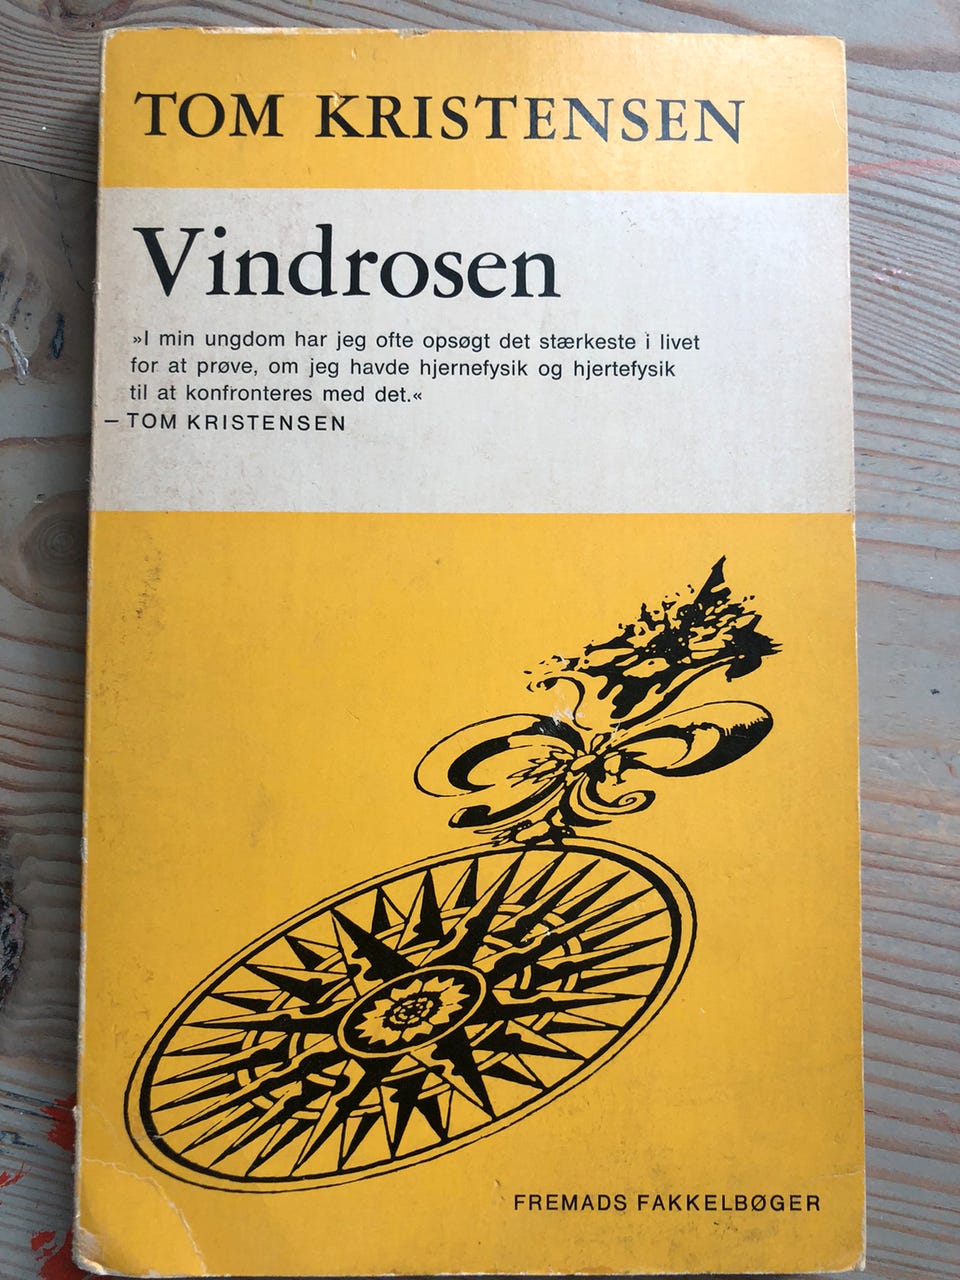 TOM KRISTENSEN
Vindrosen
»I min ungdom har jeg ofte opsøgt det stærkeste i livet
for at prøve, om jeg havde hjernefysik og hjertefysik
til at konfronteres med det.«
– TOM KRISTENSEN
FREMADS FAKKELBØGER